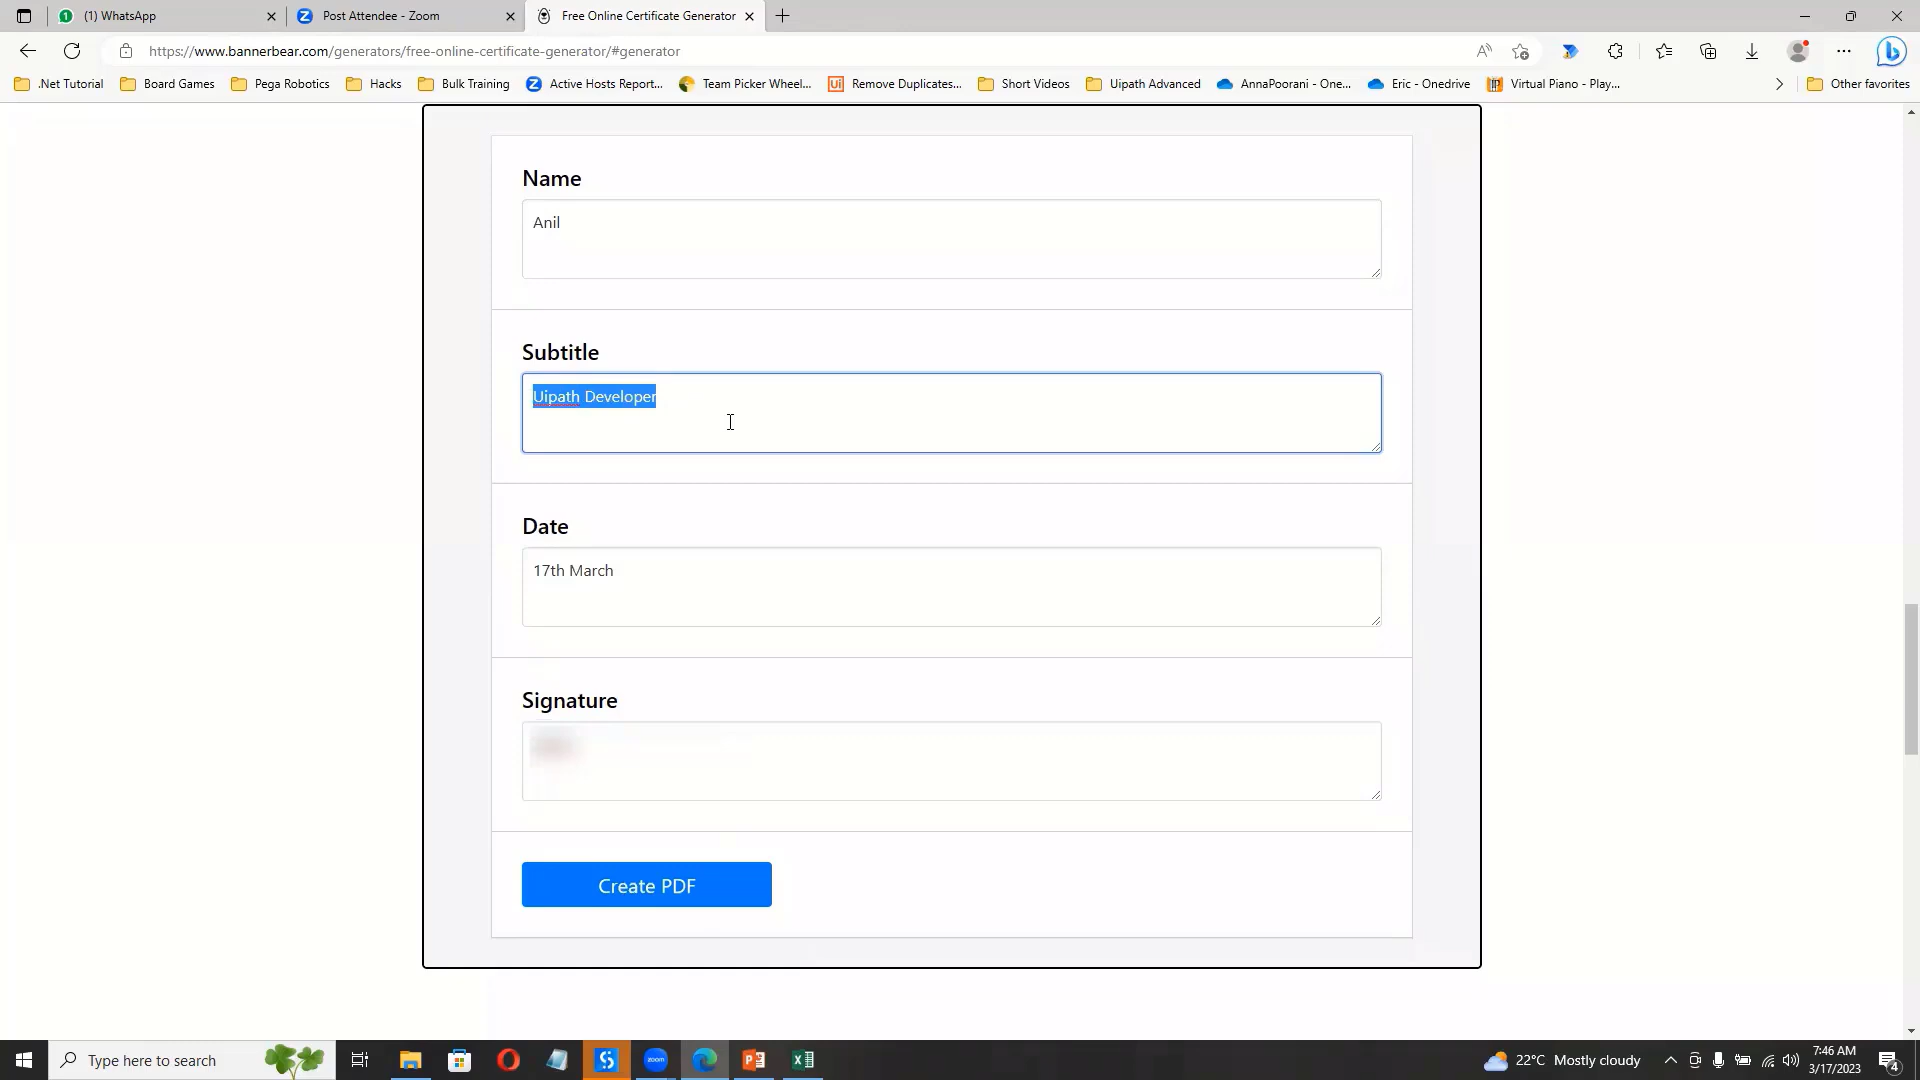 (1) WhatsApp
Post Attendee - Zoom
Free Online Certificate Generator
https://www.bannerbear.com/generators/free-online-certificate-generator/#generator
.Net Tutorial
Board Games
Pega Robotics
Hacks
Bulk Training
Active Hosts Report...
Team Picker Wheel...
Remove Duplicates...
Short Videos
Uipath Advanced
AnnaPoorani - One...
Eric - Onedrive
Virtual Piano - Play...
Other favorites
Name
Anil
Subtitle
Uipath Developer
Date
17th March
Signature
Create PDF
Type here to search
zoom
22°C Mostly cloudy
7:46 AM
3/17/2023
4